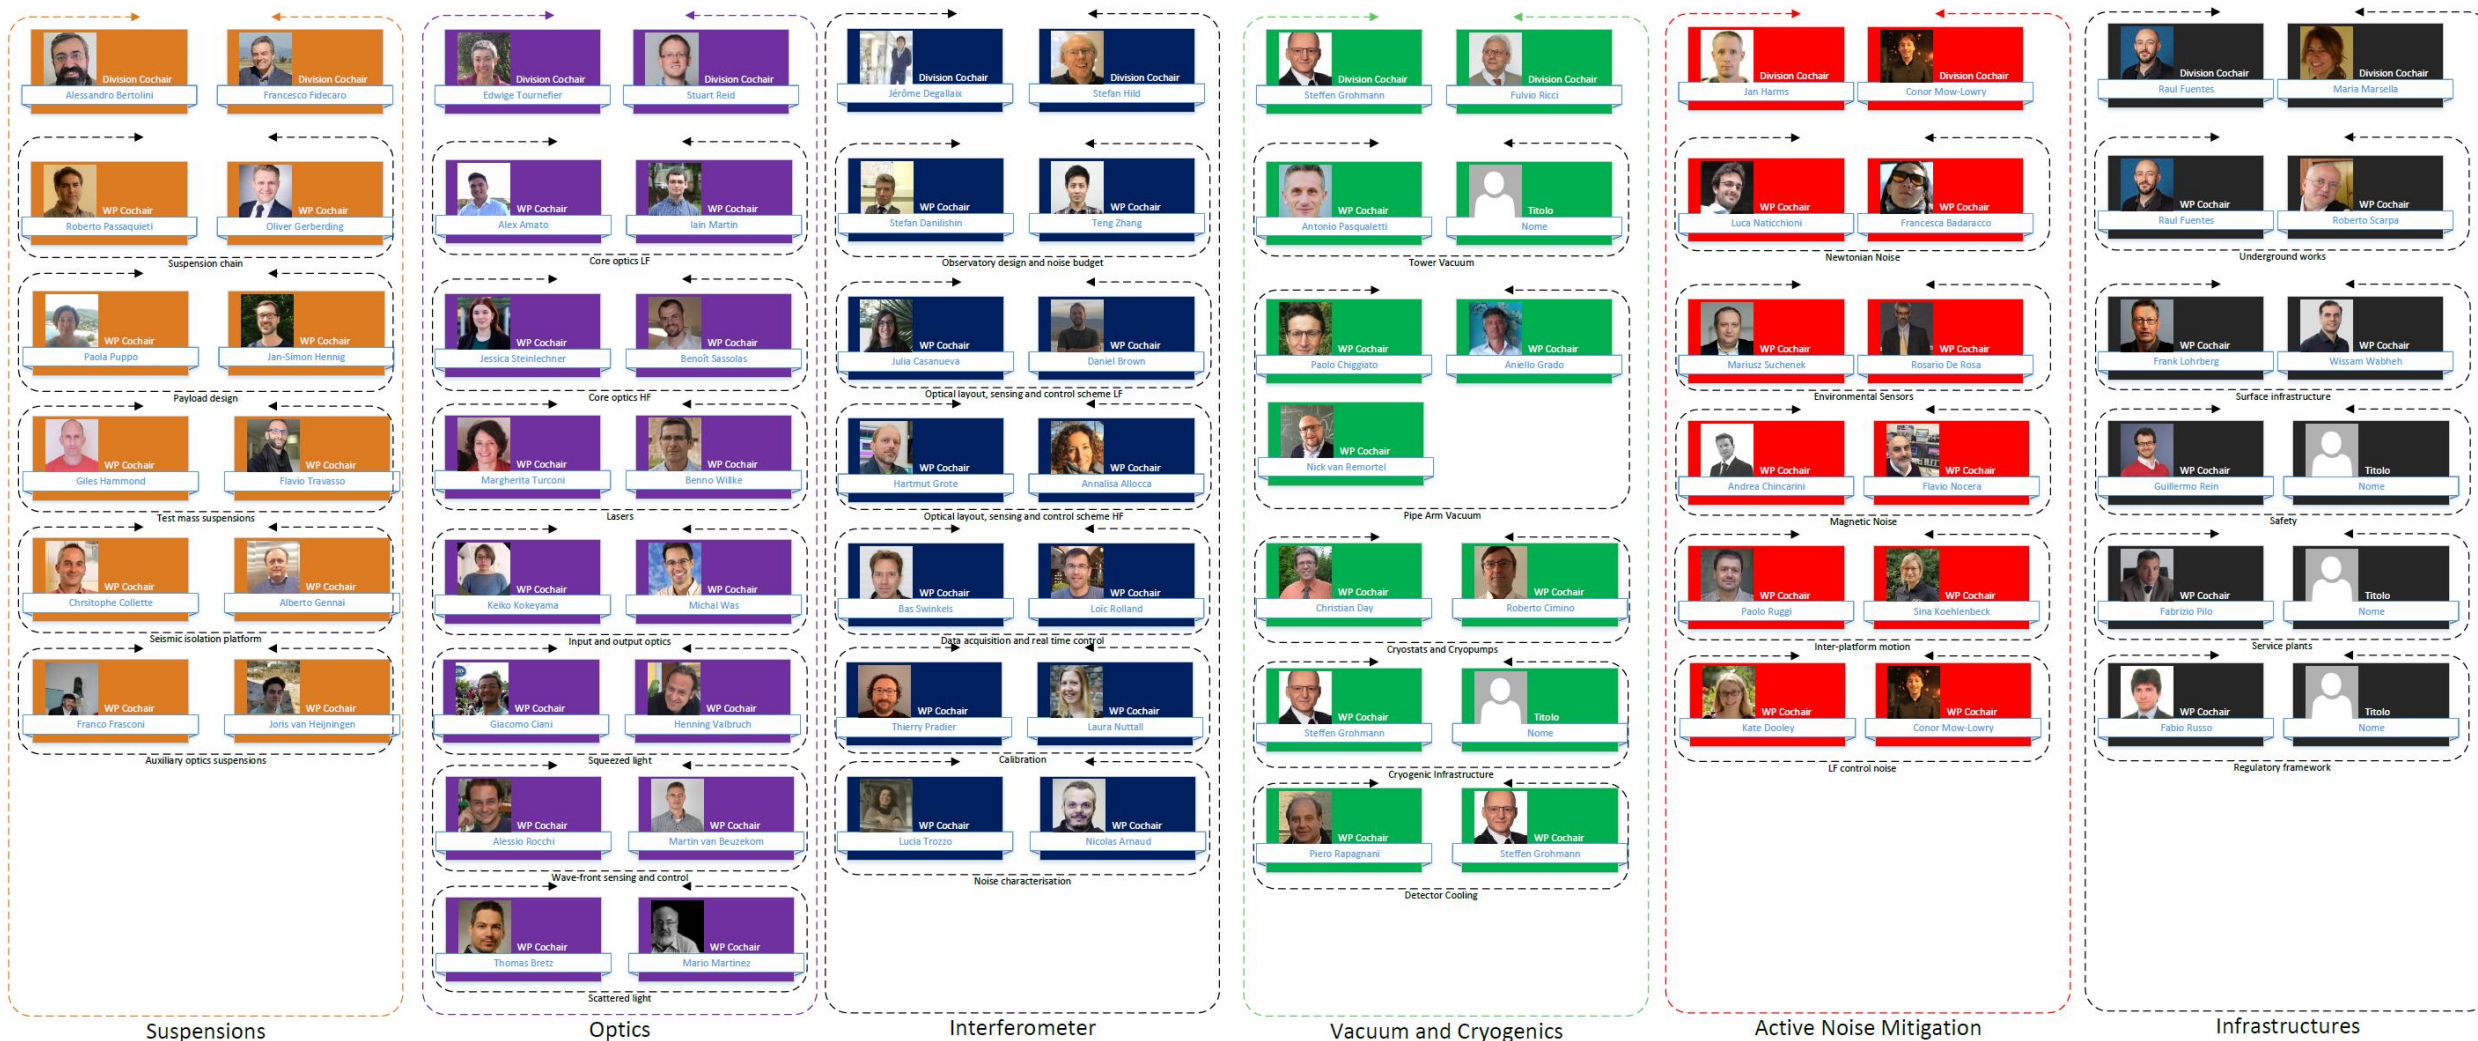 Division Cochair
Alessandro Bertolini
Division Cochair
Francesco Fidecaro
WP Cochair
Roberto Passaquieti
WP Cochair
Oliver Gerberding
Suspension chain
WP Cochair
Paola Puppo
WP Cochair
Jan-Simon Hennig
Payload design
WP Cochair
Giles Hammond
WP Cochair
Flavio Travasso
Test mass suspensions
WP Cochair
Chrsitophe Collette
WP Cochair
Alberto Gennai
Seismic isolation platform
WP Cochair
Franco Frasconi
WP Cochair
Joris van Heijningen
Auxiliary optics suspensions
Suspensions
Division Cochair
Edwige Tournefier
Division Cochair
Stuart Reid
WP Cochair
Alex Amato
WP Cochair
Iain Martin
Core optics LF
WP Cochair
Jessica Steinlechner
WP Cochair
Benoît Sassolas
Core optics HF
WP Cochair
Margherita Turconi
WP Cochair
Benno Willke
Lasers
WP Cochair
Keiko Kokeyama
WP Cochair
Michal Was
Input and output optics
WP Cochair
Giacomo Ciani
WP Cochair
Henning Valbruch
Squeezed light
WP Cochair
Alessio Rocchi
WP Cochair
Martin van Beuzekom
Wave-front sensing and control
WP Cochair
Thomas Bretz
WP Cochair
Mario Martinez
Scattered light
Optics
Division Cochair
Jérôme Degallaix
Division Cochair
Stefan Hild
WP Cochair
Stefan Danilishin
WP Cochair
Teng Zhang
Observatory design and noise budget
WP Cochair
Julia Casanueva
WP Cochair
Daniel Brown
Optical layout, sensing and control scheme LF
WP Cochair
Hartmut Grote
WP Cochair
Annalisa Allocca
Optical layout, sensing and control scheme HF
WP Cochair
Bas Swinkels
WP Cochair
Loïc Rolland
Data acquisition and real time control
WP Cochair
Thierry Pradier
WP Cochair
Laura Nuttall
Calibration
WP Cochair
Lucia Trozzo
WP Cochair
Nicolas Arnaud
Noise characterisation
Interferometer
Division Cochair
Steffen Grohmann
Division Cochair
Fulvio Ricci
WP Cochair
Antonio Pasqualetti
Titolo
Nome
Tower Vacuum
WP Cochair
Paolo Chiggiato
WP Cochair
Aniello Grado
WP Cochair
Nick van Remortel
Pipe Arm Vacuum
WP Cochair
Christian Day
WP Cochair
Roberto Cimino
Cryostats and Cryopumps
WP Cochair
Steffen Grohmann
Titolo
Nome
Cryogenic Infrastructure
WP Cochair
Piero Rapagnani
WP Cochair
Steffen Grohmann
Detector Cooling
Vacuum and Cryogenics
Division Cochair
Jan Harms
Division Cochair
Conor Mow-Lowry
WP Cochair
Luca Naticchioni
WP Cochair
Francesca Badaracco
Newtonian Noise
WP Cochair
Mariusz Suchenek
WP Cochair
Rosario De Rosa
Environmental Sensors
WP Cochair
Andrea Chincarini
WP Cochair
Flavio Nocera
Magnetic Noise
WP Cochair
Paolo Ruggi
WP Cochair
Sina Koehlenbeck
Inter-platform motion
WP Cochair
Kate Dooley
WP Cochair
Conor Mow-Lowry
LF control noise
Active Noise Mitigation
Division Cochair
Raul Fuentes
Division Cochair
Maria Marsella
WP Cochair
Raul Fuentes
WP Cochair
Roberto Scarpa
Underground works
WP Cochair
Frank Lohrberg
WP Cochair
Wissam Wabheh
Surface infrastructure
WP Cochair
Guillermo Rein
Titolo
Nome
Safety
WP Cochair
Fabrizio Pilo
Titolo
Nome
Service plants
WP Cochair
Fabio Russo
Titolo
Nome
Regulatory framework
Infrastructures